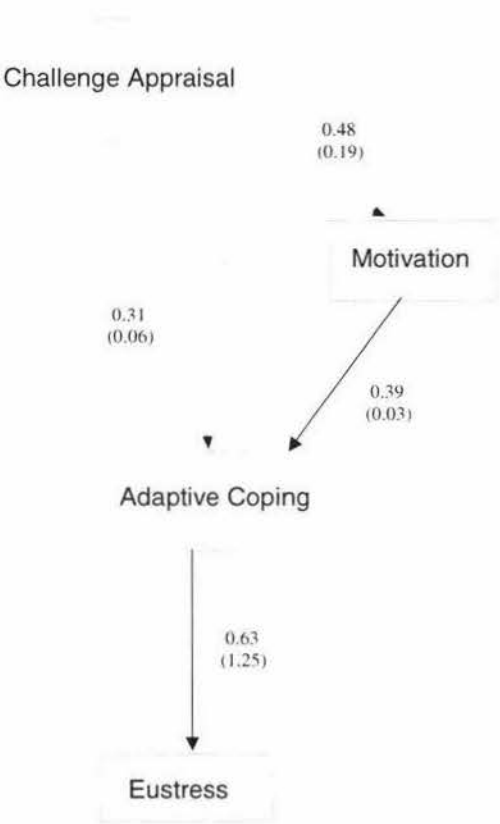 Challenge Appraisal
0.48
(0.19)
Motivation
0.31
(0.06)
0.39
(0.03)
Adaptive Coping
0.63
(1.25)
Eustress